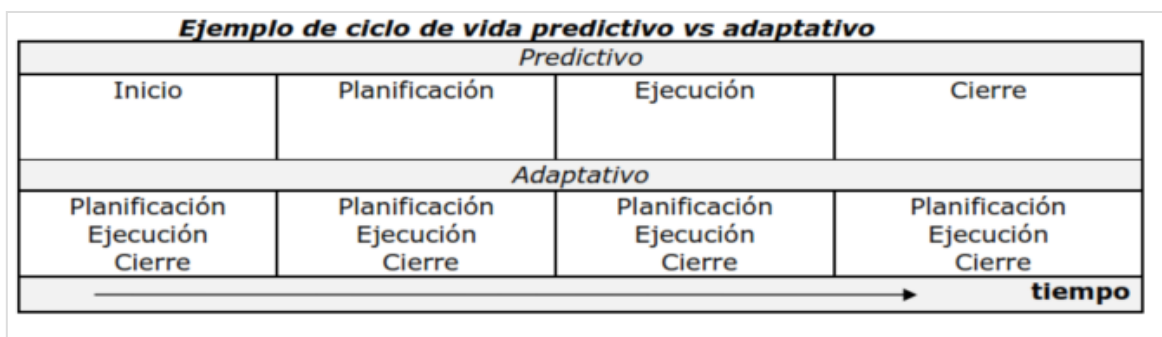 Ejemplo de ciclo de vida predictivo vs adaptativo
Predictivo
Inicio Planificación Ejecución Cierre
Adaptativo
Planificación Planificación Planificación Planificación
Ejecución Ejecución Ejecución Ejecución
Cierre Cierre Cierre Cierre
tiempo